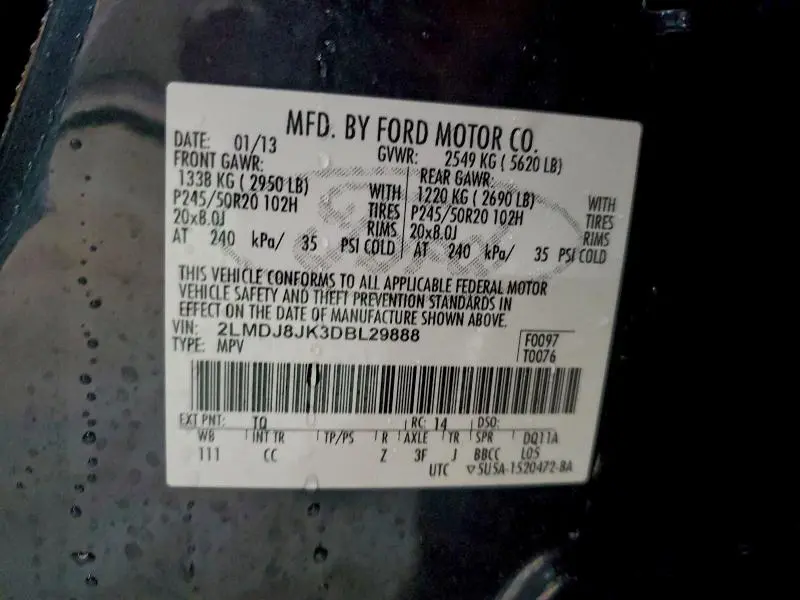 MFD. BY FORD MOTOR CO.
DATE: 01/13 GVWR: 2549 KG ( 5620 LB)
FRONT GAWR: REAR GAWR:
1338 KG ( 2950 LB) WITH 1220 KG ( 2690 LB) WITH
P245/50R20 102H TIRES P245/50R20 102H TIRES
20x8.0J RIMS 20x8.0J RIMS
AT 240 kPa/ 35 PSI COLD AT 240 kPa/ 35 PSI COLD
THIS VEHICLE CONFORMS TO ALL APPLICABLE FEDERAL MOTOR
VEHICLE SAFETY AND THEFT PREVENTION STANDARDS IN
EFFECT ON THE DATE OF MANUFACTURE SHOWN ABOVE.
VIN: 2LMDJ8JK3DBL29888 F0097
TYPE: MPV T0076
EXT PNT: TQ RC: 14 DSO:
WB INT TR TP/PS R AXLE TR SPR DQ11A
111 CC Z 3F J BBCC L05
UTC 5U5A-1520472-BA